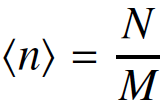 ⟨n⟩ = N/M